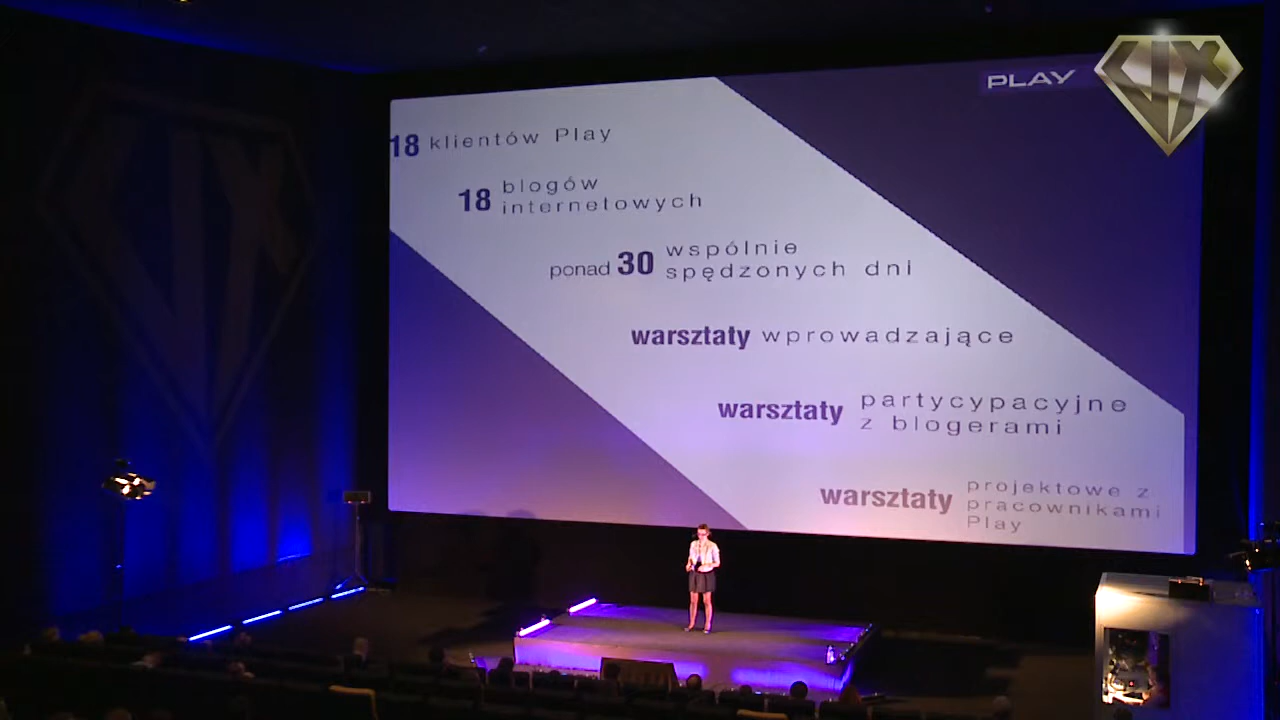 PLAY
UX
18 klientów Play
18 blogów
internetowych
ponad 30 wspólnie
spędzonych dni
warsztaty wprowadzające
warsztaty partycypacyjne
z blogerami
warsztaty projektowe z
pracownikami
Play